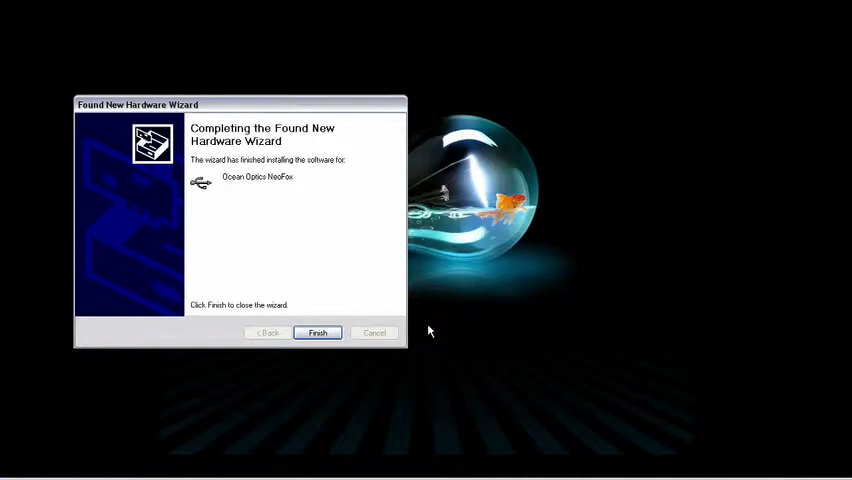 Found New Hardware Wizard
Completing the Found New
Hardware Wizard
The wizard has finished installing the software for:
Ocean Optics NeoFox
Click Finish to close the wizard.
< Back
Finish
Cancel